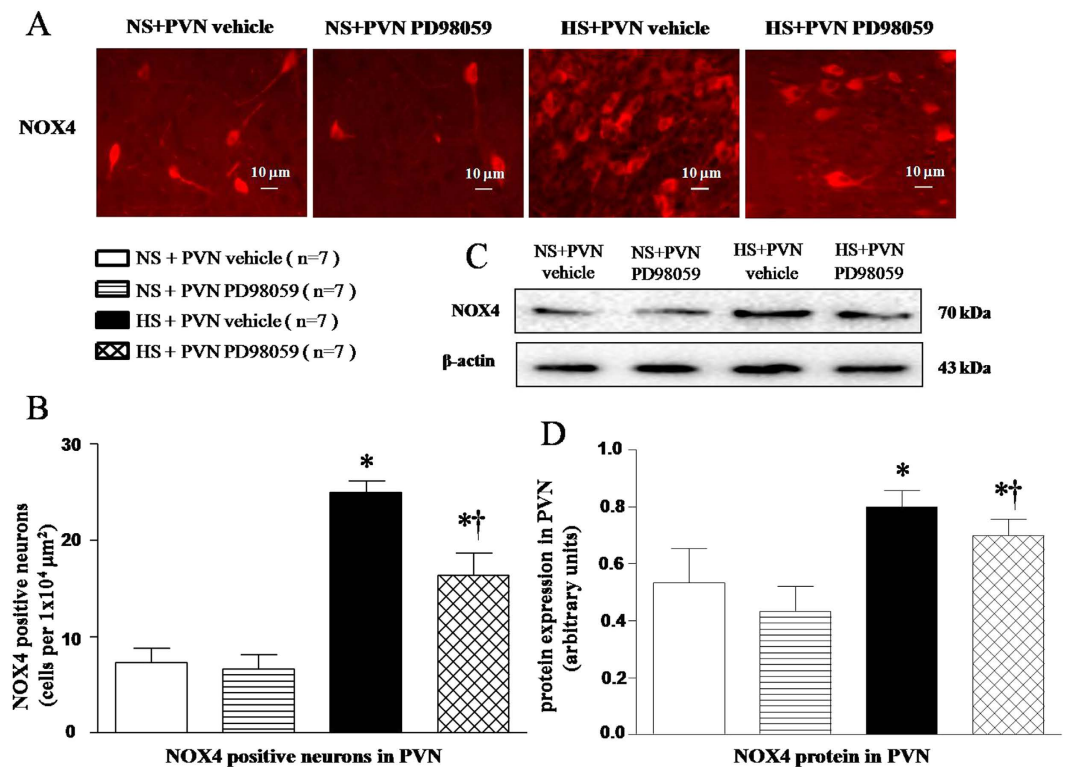 A
NS+PVN vehicle
NS+PVN PD98059
HS+PVN vehicle
HS+PVN PD98059
NOX4
10 μm
10 μm
10 μm
10 μm
NS + PVN vehicle ( n=7 )
NS + PVN PD98059 ( n=7 )
HS + PVN vehicle ( n=7 )
HS + PVN PD98059 ( n=7 )
C
NS+PVN
vehicle
NS+PVN
PD98059
HS+PVN
vehicle
HS+PVN
PD98059
NOX4
70 kDa
β-actin
43 kDa
B
NOX4 positive neurons
(cells per 1x10⁴ μm²)
30
20
10
0
*
*†
NOX4 positive neurons in PVN
D
protein expression in PVN
(arbitrary units)
1.0
0.8
0.6
0.4
0.2
0.0
*
*†
NOX4 protein in PVN